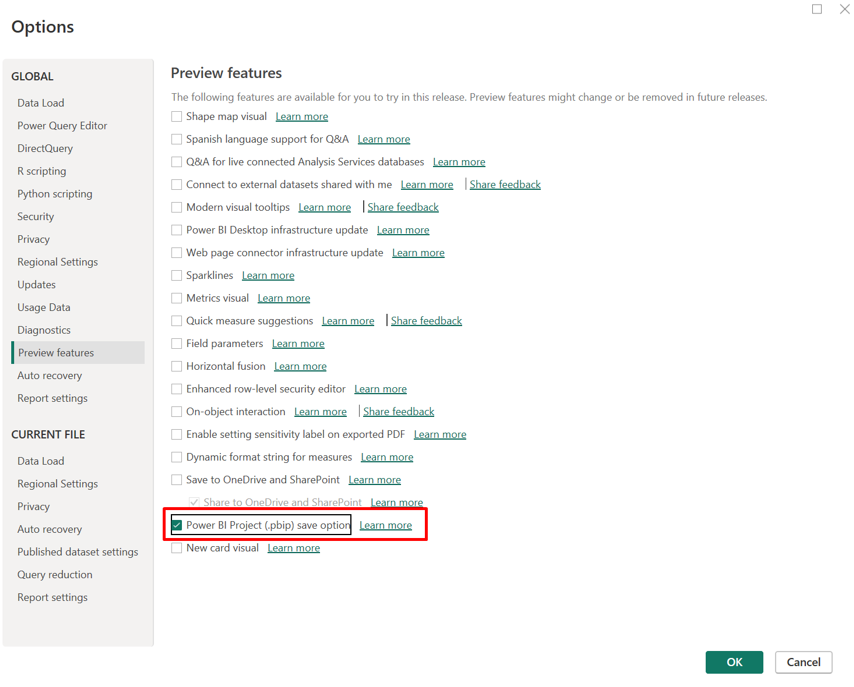 Options
GLOBAL
Data Load
Power Query Editor
DirectQuery
R scripting
Python scripting
Security
Privacy
Regional Settings
Updates
Usage Data
Diagnostics
Preview features
Auto recovery
Report settings
CURRENT FILE
Data Load
Regional Settings
Privacy
Auto recovery
Published dataset settings
Query reduction
Report settings
Preview features
The following features are available for you to try in this release. Preview features might change or be removed in future releases.
Shape map visual Learn more
Spanish language support for Q&A Learn more
Q&A for live connected Analysis Services databases Learn more
Connect to external datasets shared with me Learn more | Share feedback
Modern visual tooltips Learn more | Share feedback
Power BI Desktop infrastructure update Learn more
Web page connector infrastructure update Learn more
Sparklines Learn more
Metrics visual Learn more
Quick measure suggestions Learn more | Share feedback
Field parameters Learn more
Horizontal fusion Learn more
Enhanced row-level security editor Learn more
On-object interaction Learn more | Share feedback
Enable setting sensitivity label on exported PDF Learn more
Dynamic format string for measures Learn more
Save to OneDrive and SharePoint Learn more
Share to OneDrive and SharePoint Learn more
Power BI Project (.pbip) save option Learn more
New card visual Learn more
OK
Cancel